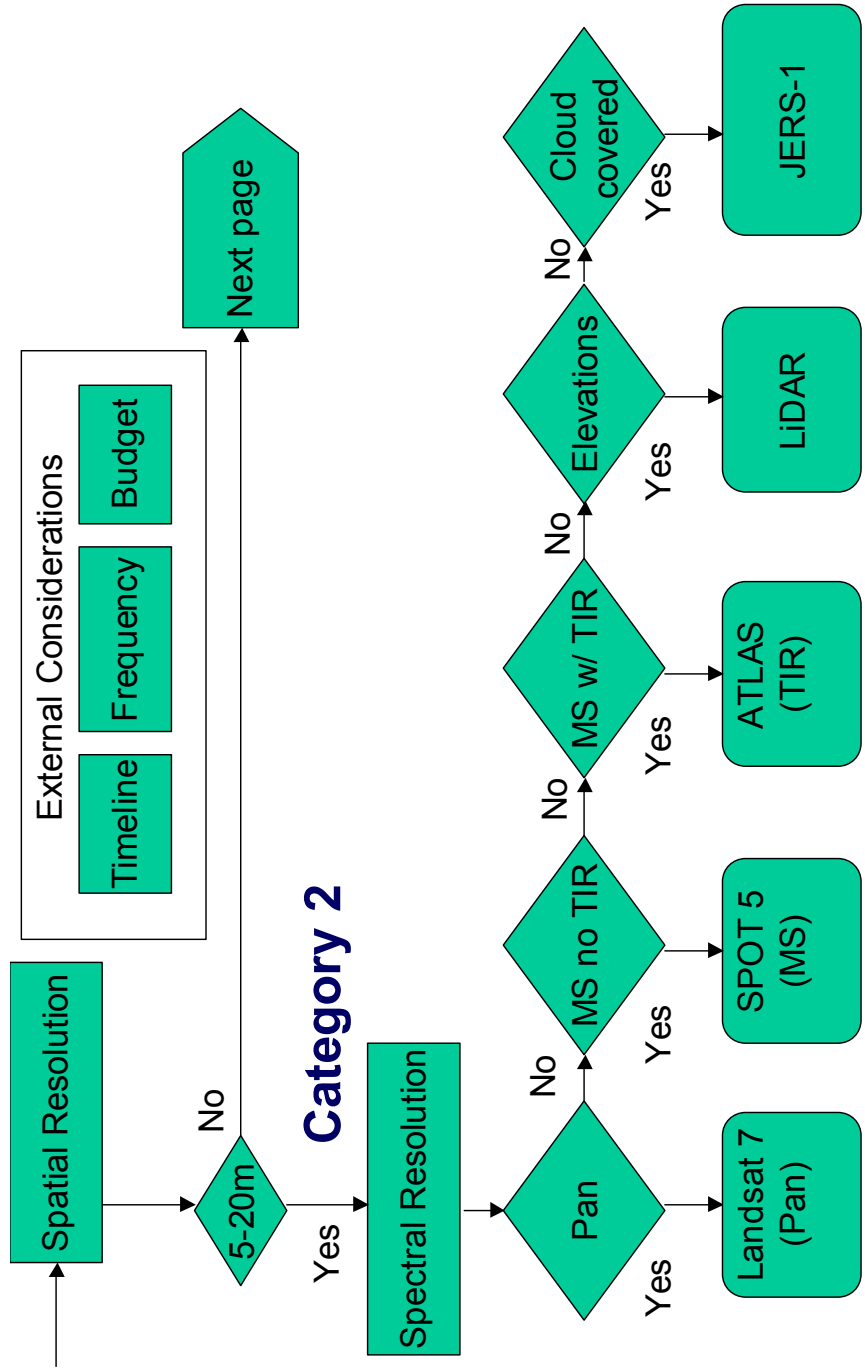 Spatial Resolution
External Considerations
Timeline
Frequency
Budget
5-20m
No
Next page
Yes
Category 2
Spectral Resolution
Pan
No
MS no TIR
No
MS w/ TIR
No
Elevations
No
Cloud
covered
Yes
Yes
Yes
Yes
Yes
Landsat 7
(Pan)
SPOT 5
(MS)
ATLAS
(TIR)
LiDAR
JERS-1